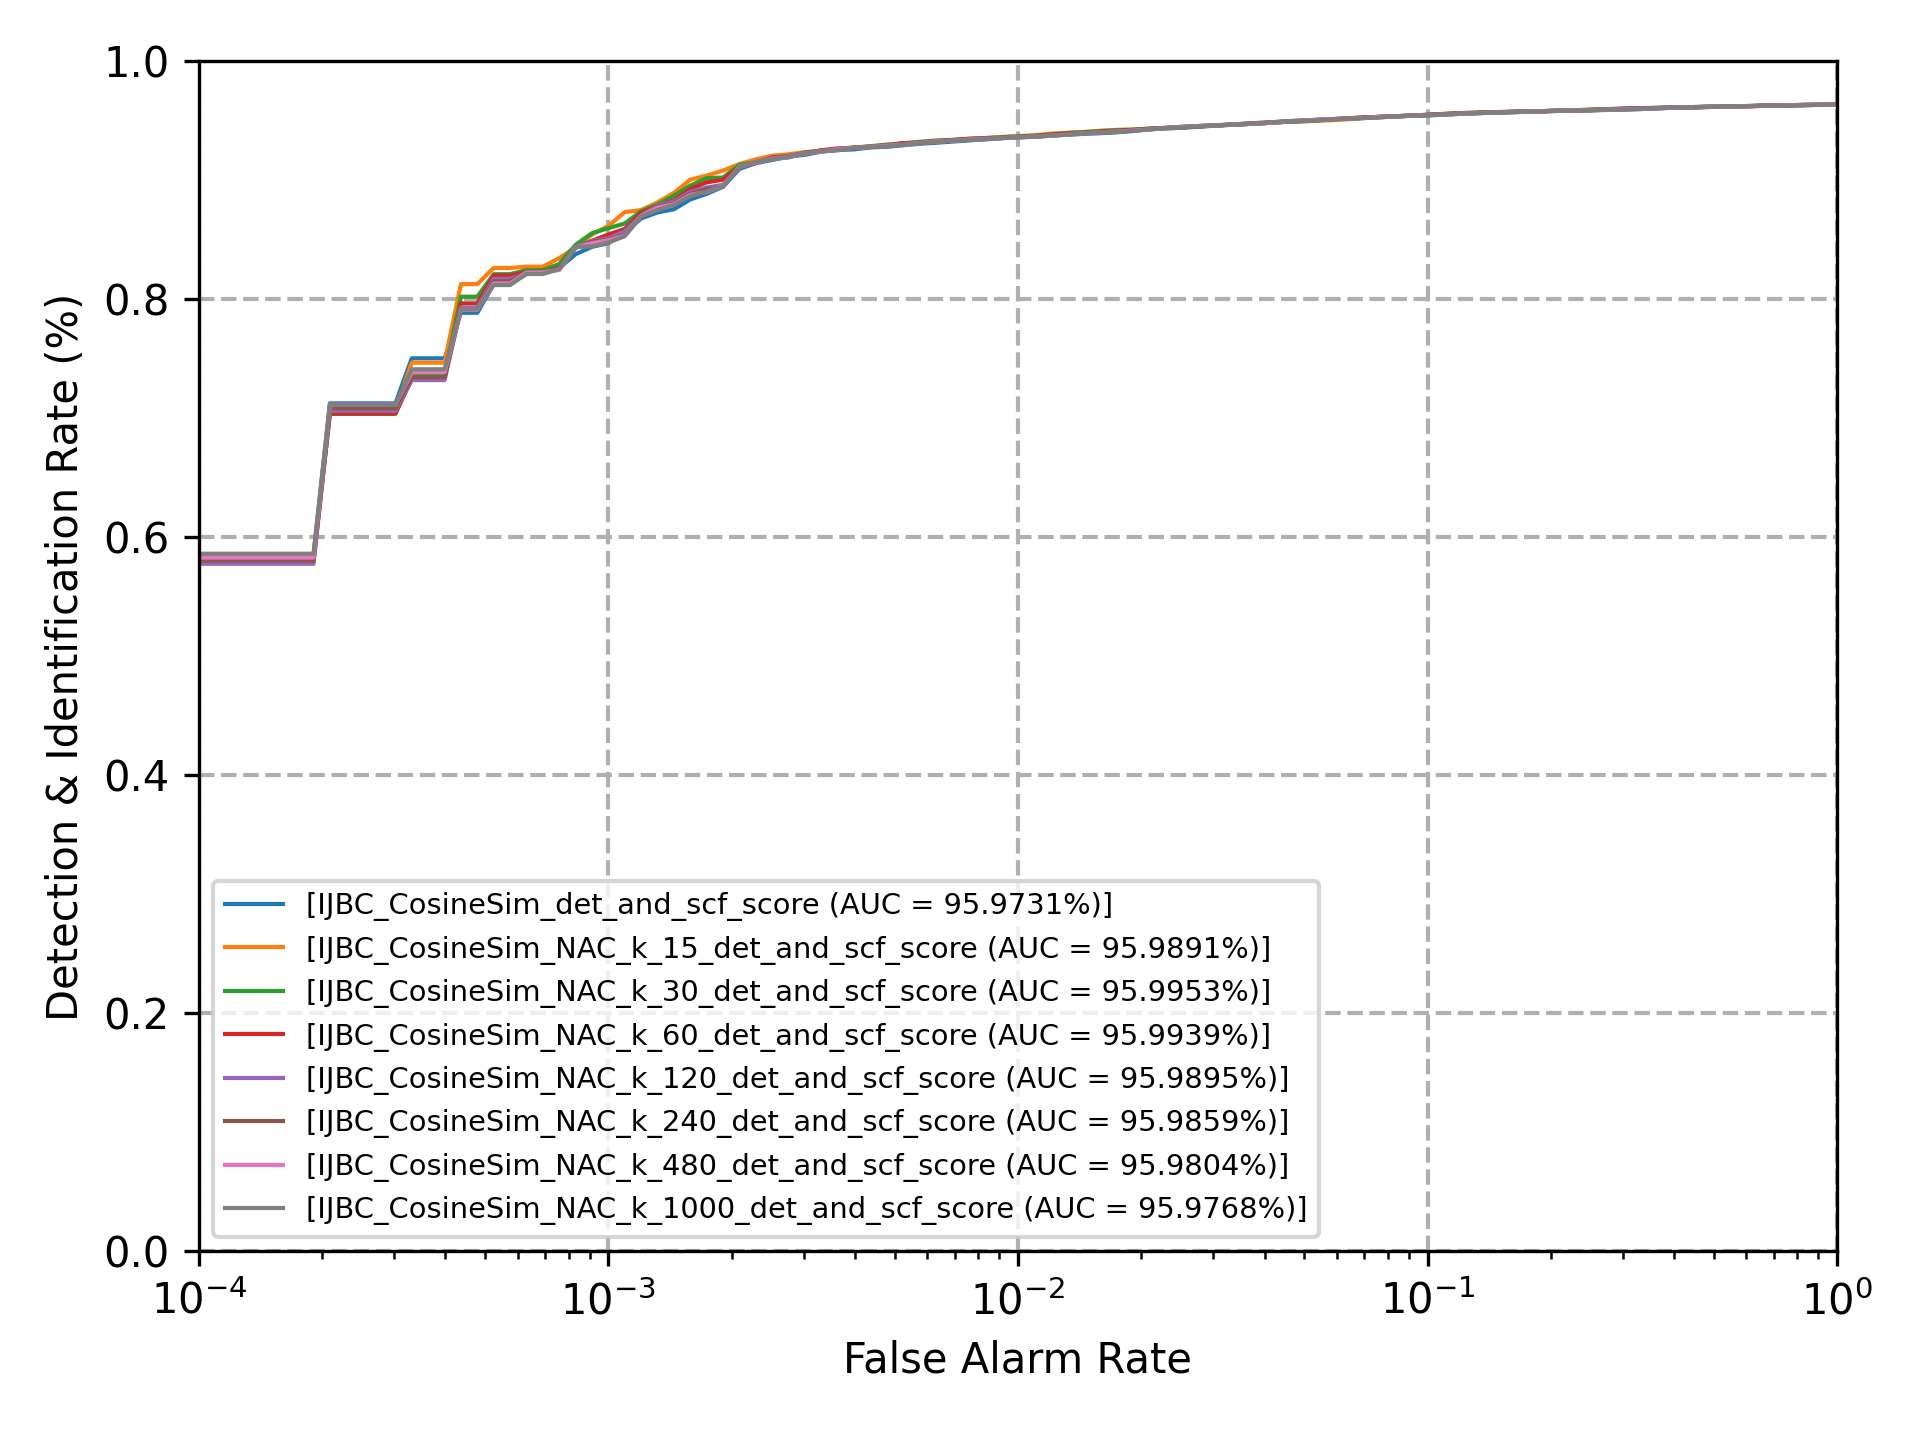 1.0
0.8
0.6
0.4
0.2
0.0
Detection & Identification Rate (%)
[IJBC_CosineSim_det_and_scf_score (AUC = 95.9731%)]
[IJBC_CosineSim_NAC_k_15_det_and_scf_score (AUC = 95.9891%)]
[IJBC_CosineSim_NAC_k_30_det_and_scf_score (AUC = 95.9953%)]
[IJBC_CosineSim_NAC_k_60_det_and_scf_score (AUC = 95.9939%)]
[IJBC_CosineSim_NAC_k_120_det_and_scf_score (AUC = 95.9895%)]
[IJBC_CosineSim_NAC_k_240_det_and_scf_score (AUC = 95.9859%)]
[IJBC_CosineSim_NAC_k_480_det_and_scf_score (AUC = 95.9804%)]
[IJBC_CosineSim_NAC_k_1000_det_and_scf_score (AUC = 95.9768%)]
10⁻⁴ 10⁻³ 10⁻² 10⁻¹ 10⁰
False Alarm Rate